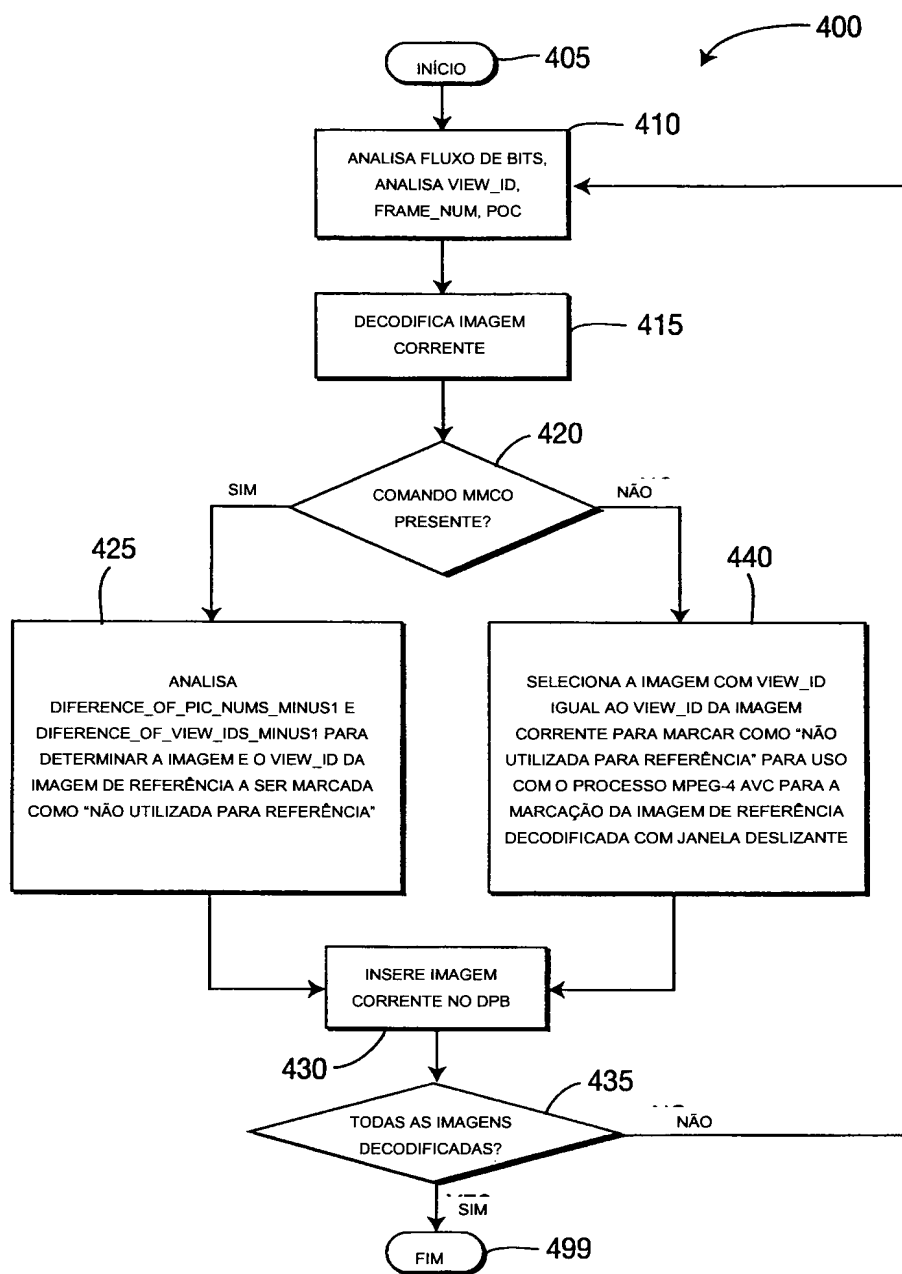 400
INÍCIO
405
410
ANALISA FLUXO DE BITS,
ANALISA VIEW_ID,
FRAME_NUM, POC
DECODIFICA IMAGEM
CORRENTE
415
420
COMANDO MMCO
PRESENTE?
SIM
NÃO
425
ANALISA
DIFERENCE_OF_PIC_NUMS_MINUS1 E
DIFERENCE_OF_VIEW_IDS_MINUS1 PARA
DETERMINAR A IMAGEM E O VIEW_ID DA
IMAGEM DE REFERÊNCIA A SER MARCADA
COMO “NÃO UTILIZADA PARA REFERÊNCIA”
440
SELECIONA A IMAGEM COM VIEW_ID
IGUAL AO VIEW_ID DA IMAGEM
CORRENTE PARA MARCAR COMO “NÃO
UTILIZADA PARA REFERÊNCIA” PARA USO
COM O PROCESSO MPEG-4 AVC PARA A
MARCAÇÃO DA IMAGEM DE REFERÊNCIA
DECODIFICADA COM JANELA DESLIZANTE
INSERE IMAGEM
CORRENTE NO DPB
430
435
TODAS AS IMAGENS
DECODIFICADAS?
NÃO
SIM
FIM
499